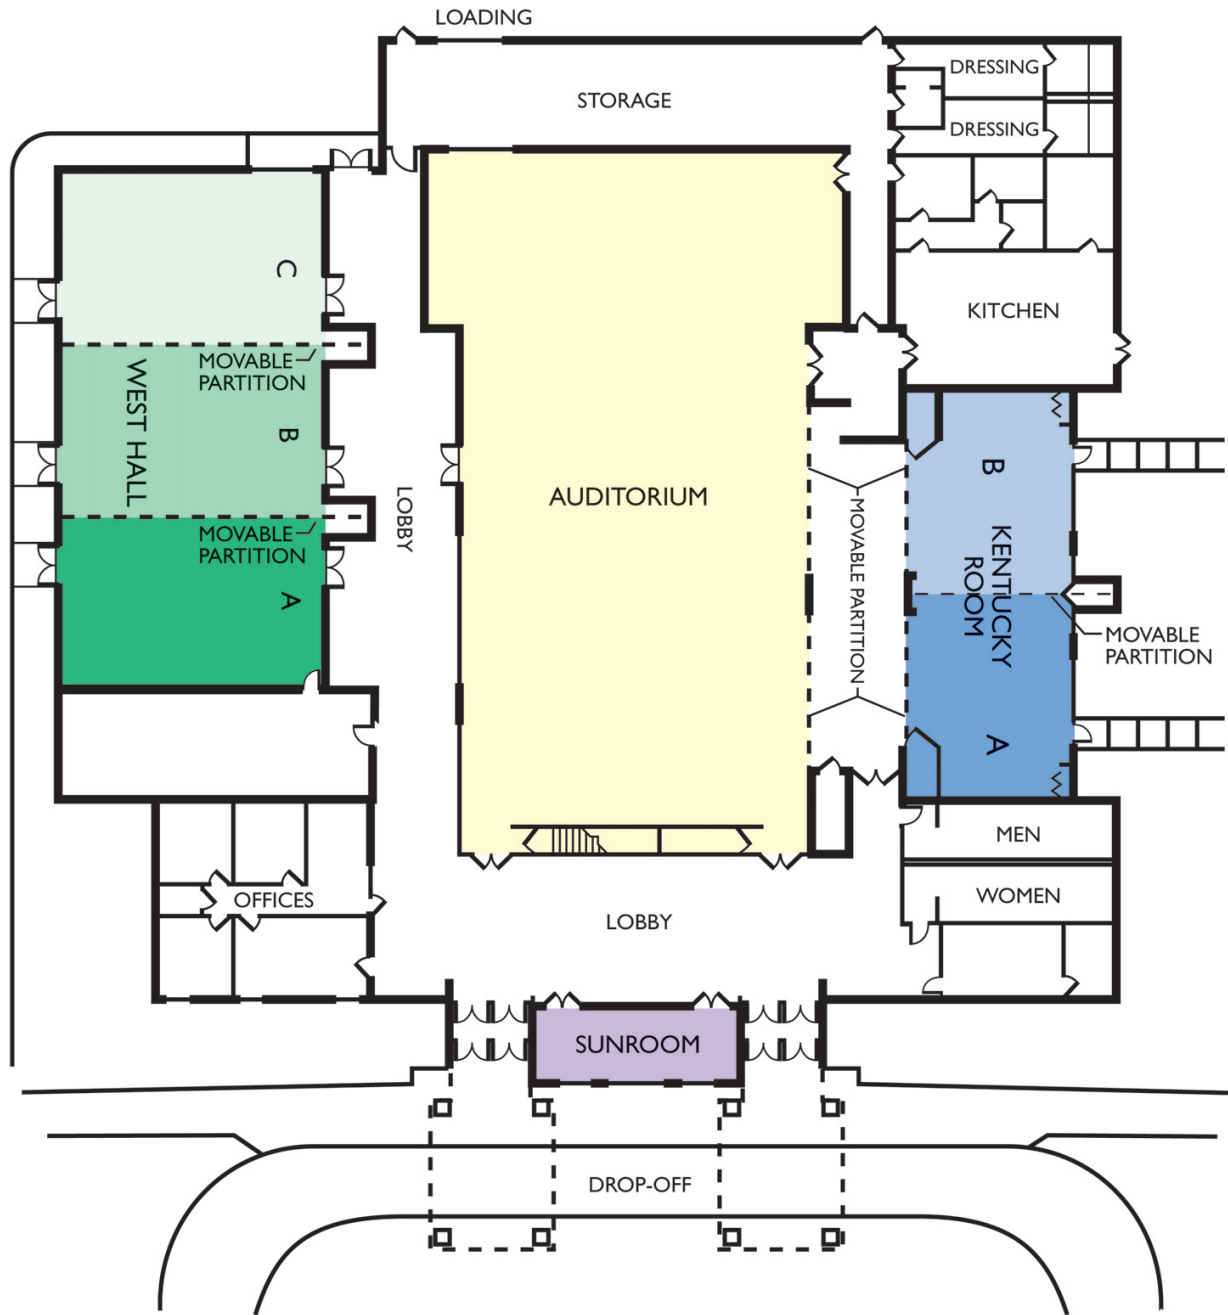 LOADING
STORAGE
DRESSING
DRESSING
KITCHEN
C
MOVABLE
PARTITION
WEST HALL
B
MOVABLE
PARTITION
A
LOBBY
AUDITORIUM
MOVABLE PARTITION
B
KENTUCKY
ROOM
MOVABLE
PARTITION
A
MEN
WOMEN
OFFICES
LOBBY
SUNROOM
DROP-OFF